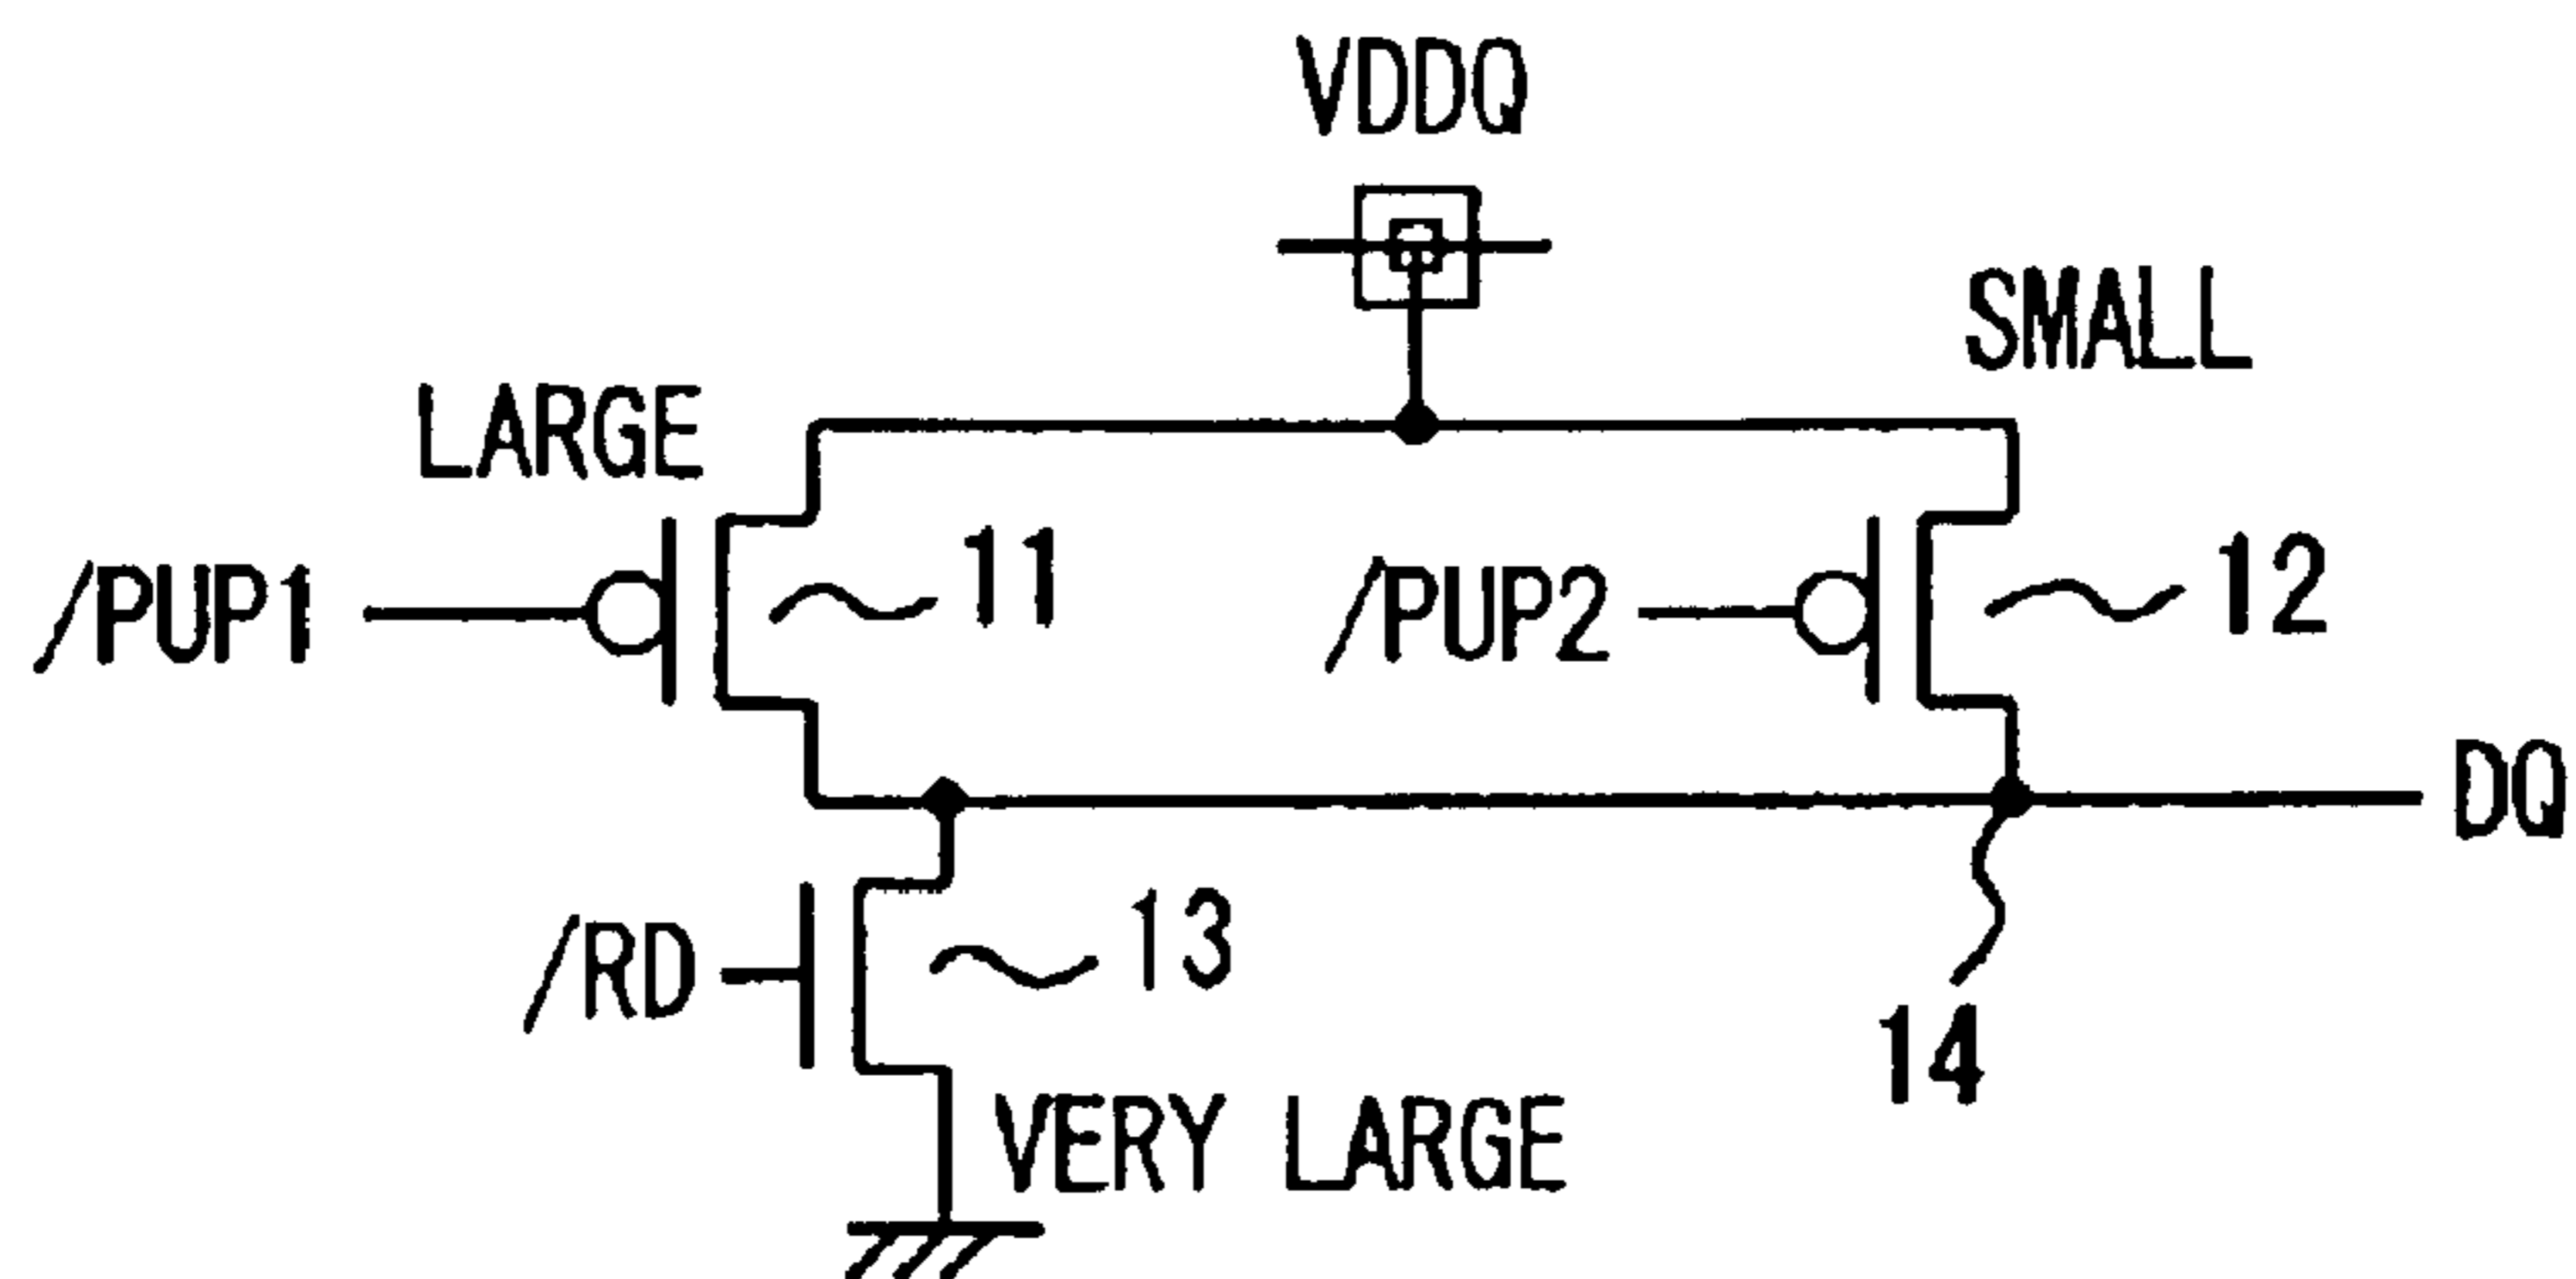 VDDQ
SMALL
LARGE
/PUP1
11
/PUP2
12
DQ
/RD
13
14
VERY LARGE